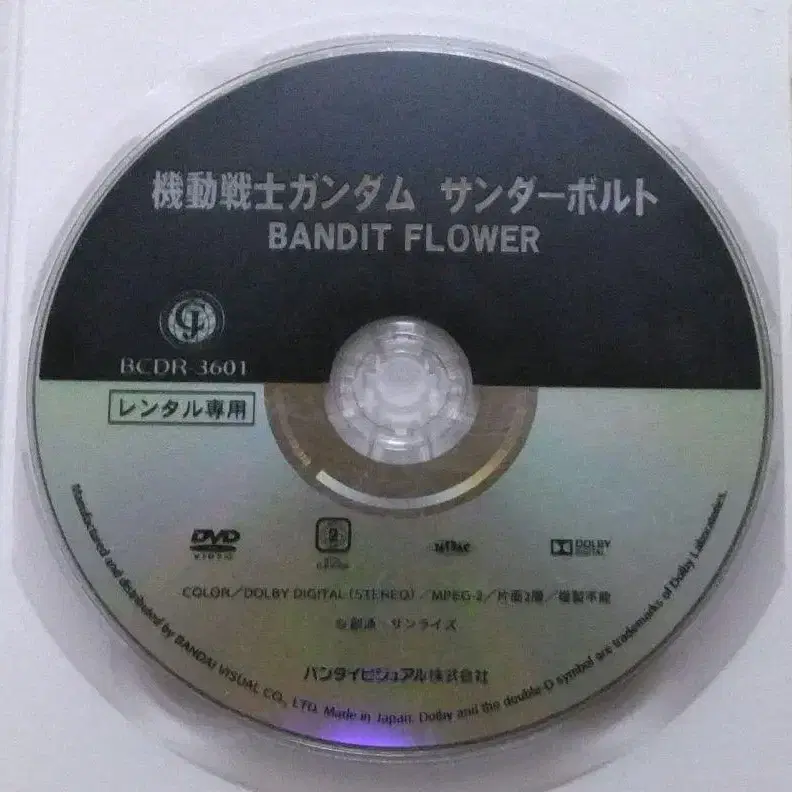 機動戦士ガンダム サンダーボルト
BANDIT FLOWER
BCDR-3601
レンタル専用
DVD
VIDEO
2
DOLBY
DIGITAL
COLOR/DOLBY DIGITAL(STEREO)/MPEG-2/片面2層/複製不能
©創通・サンライズ
バンダイビジュアル株式会社
Manufactured and distributed by BANDAI VISUAL CO., LTD. Made in Japan. Dolby and the double-D symbol are trademarks of Dolby Laboratories.